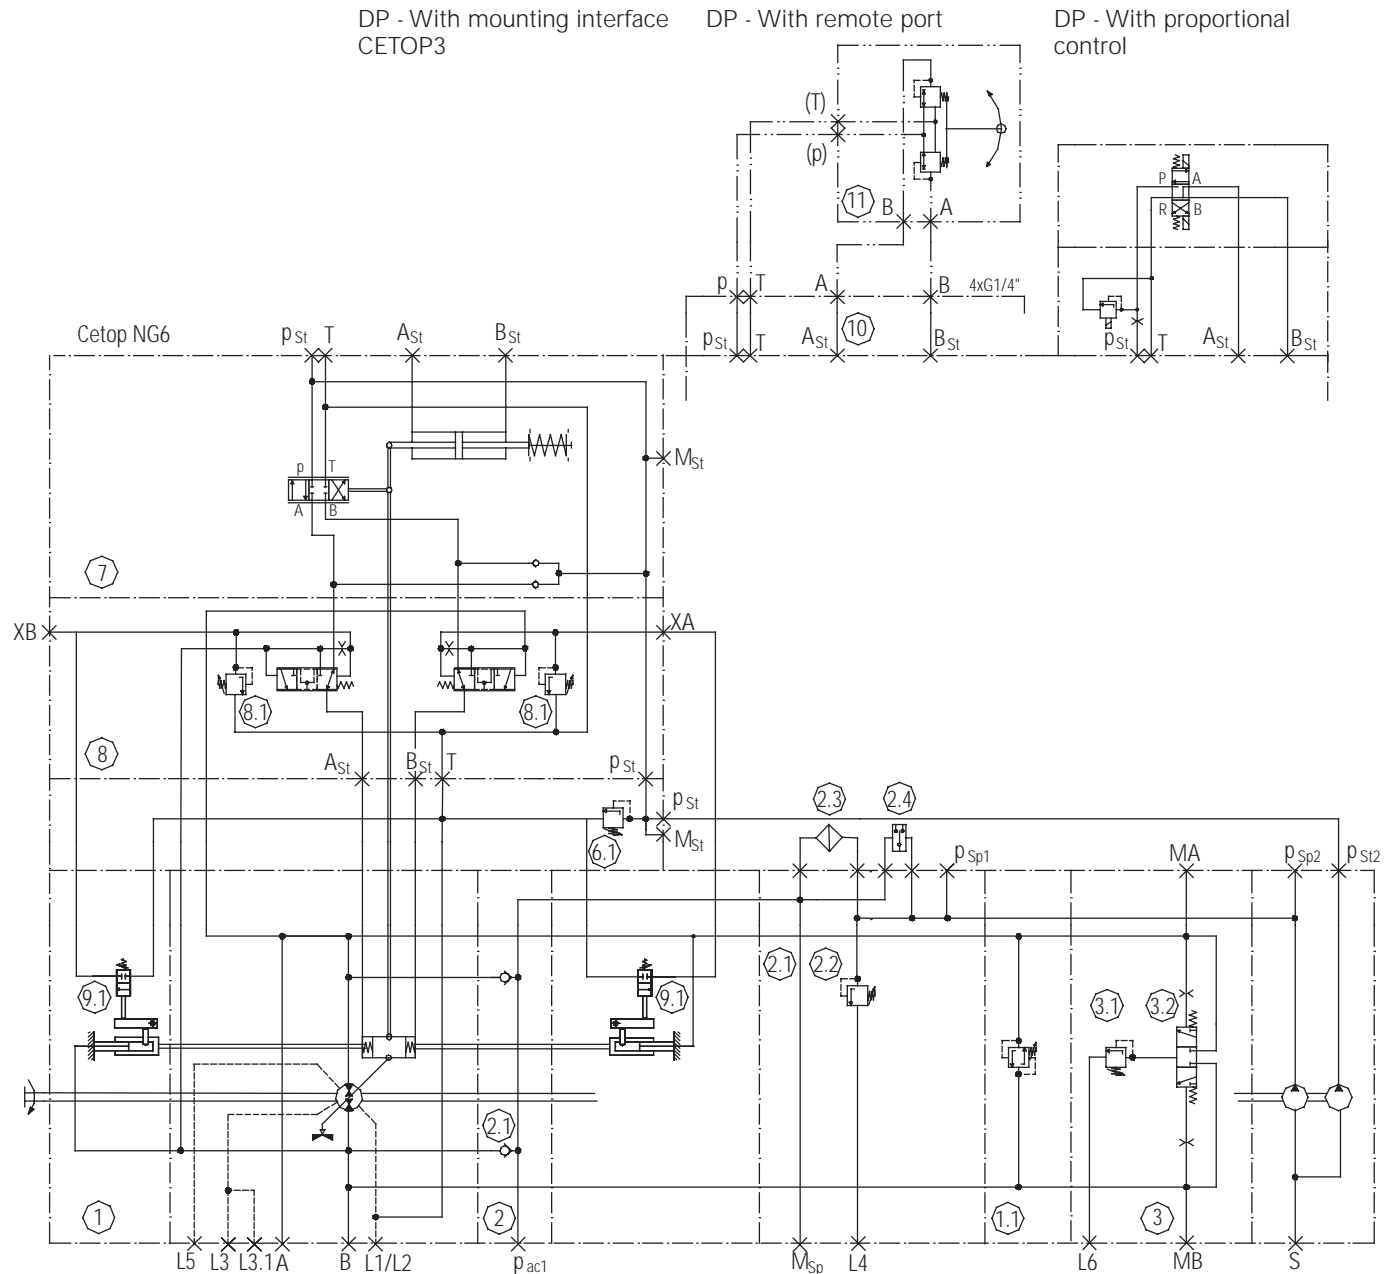 DP - With mounting interface
CETOP3
DP - With remote port
DP - With proportional
control
(T)
(p)
11
B
A
P
A
R
B
p
T
A
B
4xG1/4"
10
Cetop NG6
pSt
T
ASt
BSt
pSt
T
ASt
BSt
pSt
T
ASt
BSt
MSt
p
T
A
B
7
XB
XA
8.1
8.1
8
ASt
BSt
T
pSt
pSt
MSt
6.1
2.3
2.4
pSp1
MA
pSp2
pSt2
9.1
9.1
2.1
2.2
3.1
3.2
2.1
1
2
1.1
3
L5
L3
L3.1
A
B
L1/L2
pac1
MSp
L4
L6
MB
S